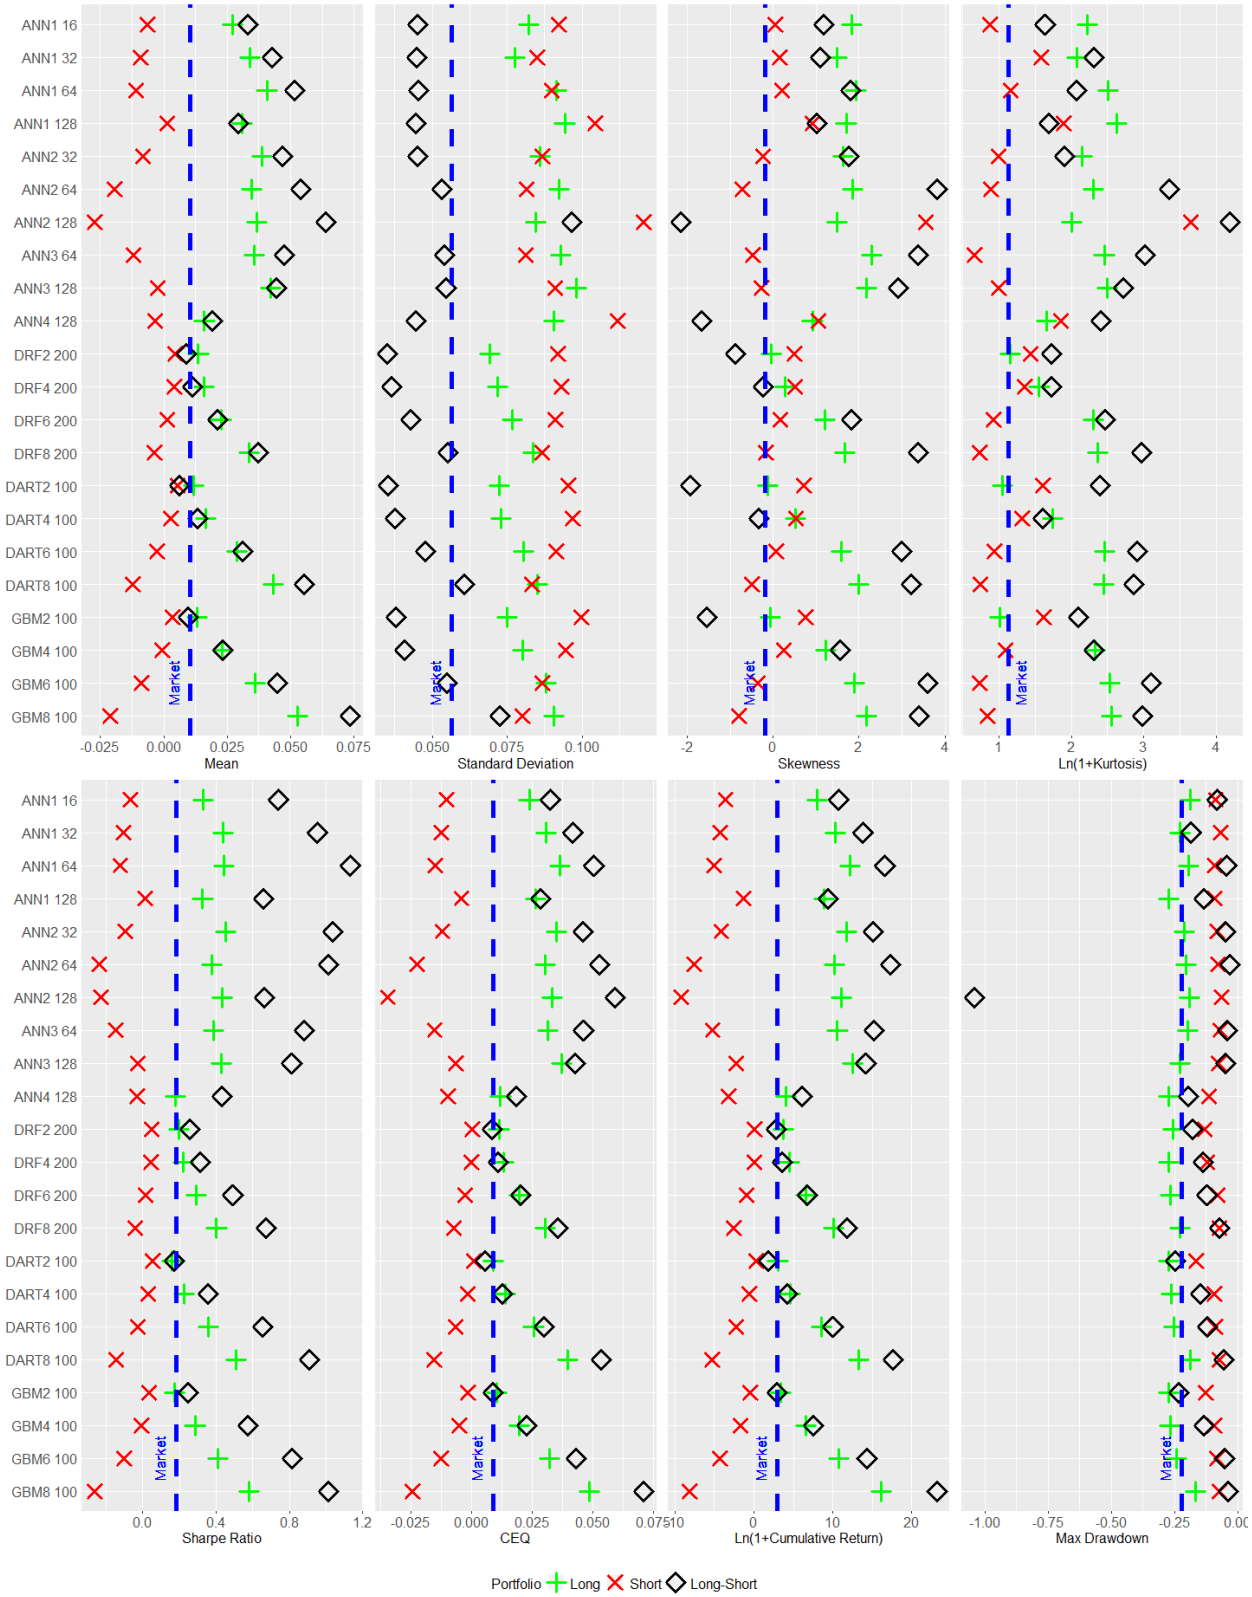 ANN1 16
ANN1 32
ANN1 64
ANN1 128
ANN2 32
ANN2 64
ANN2 128
ANN3 64
ANN3 128
ANN4 128
DRF2 200
DRF4 200
DRF6 200
DRF8 200
DART2 100
DART4 100
DART6 100
DART8 100
GBM2 100
GBM4 100
GBM6 100
GBM8 100
Market
Market
Market
Market
-0.025 0.000 0.025 0.050 0.075
0.050 0.075 0.100
-2 0 2 4
1 2 3 4
Mean
Standard Deviation
Skewness
Ln(1+Kurtosis)
ANN1 16
ANN1 32
ANN1 64
ANN1 128
ANN2 32
ANN2 64
ANN2 128
ANN3 64
ANN3 128
ANN4 128
DRF2 200
DRF4 200
DRF6 200
DRF8 200
DART2 100
DART4 100
DART6 100
DART8 100
GBM2 100
GBM4 100
GBM6 100
GBM8 100
Market
Market
Market
Market
0.0 0.4 0.8 1.2
-0.025 0.000 0.025 0.050 0.075
-10 0 10 20
-1.00 -0.75 -0.50 -0.25 0.00
Sharpe Ratio
CEQ
Ln(1+Cumulative Return)
Max Drawdown
Portfolio Long Short Long-Short